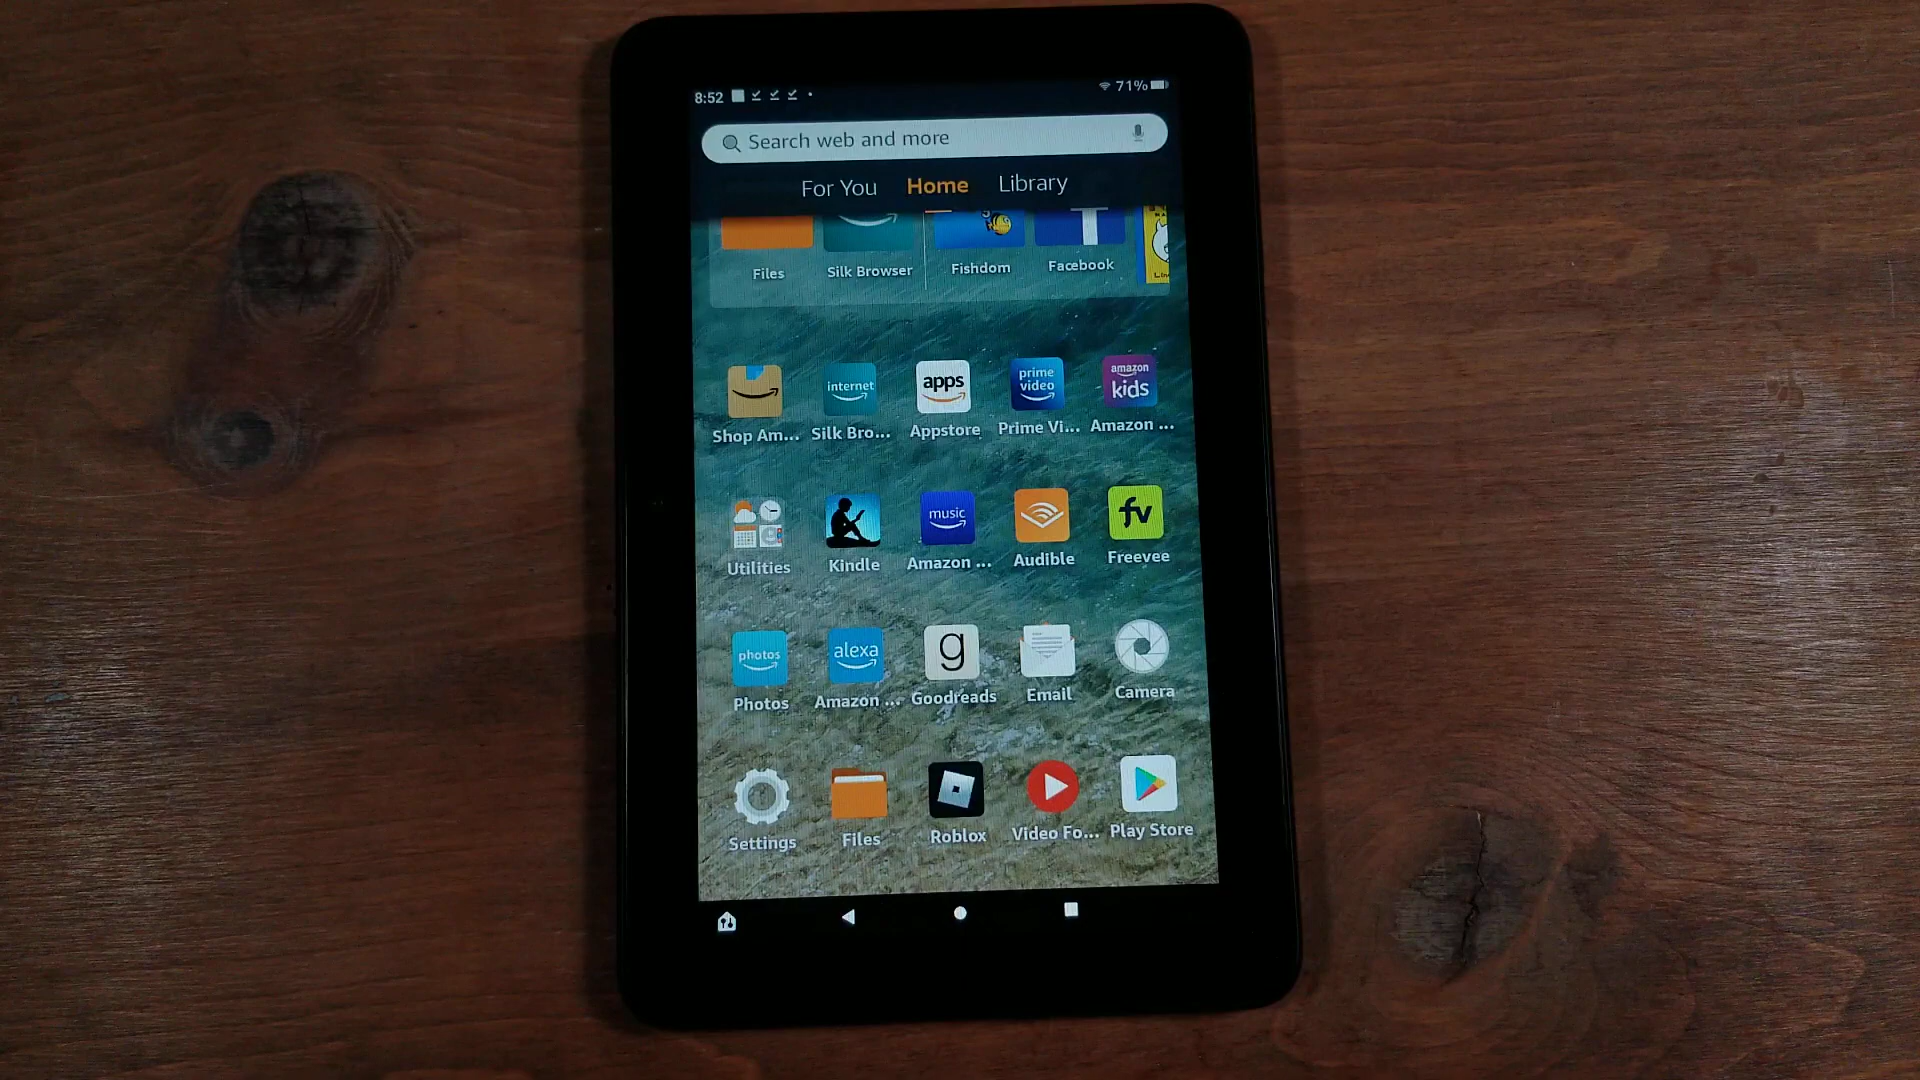 8:52 71%
Search web and more
For You Home Library
Files Silk Browser Fishdom Facebook
internet apps prime video amazon kids
Shop Am... Silk Bro... Appstore Prime Vi... Amazon ...
music fv
Utilities Kindle Amazon ... Audible Freevee
photos alexa g
Photos Amazon ... Goodreads Email Camera
Settings Files Roblox Video Fo... Play Store